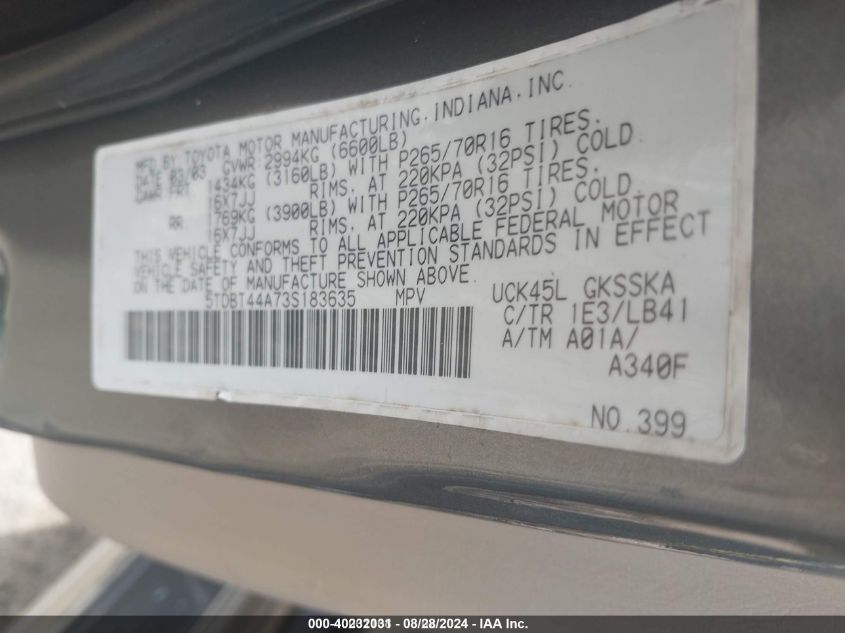 MFD BY TOYOTA MOTOR MANUFACTURING, INDIANA, INC.
DATE 03/03 GVWR 2994KG (6600LB)
GAWR FRT 1434KG (3160LB) WITH P265/70R16 TIRES,
16X7JJ RIMS, AT 220KPA (32PSI) COLD
RR 1769KG (3900LB) WITH P265/70R16 TIRES,
16X7JJ RIMS, AT 220KPA (32PSI) COLD
THIS VEHICLE CONFORMS TO ALL APPLICABLE FEDERAL MOTOR
VEHICLE SAFETY AND THEFT PREVENTION STANDARDS IN EFFECT
ON THE DATE OF MANUFACTURE SHOWN ABOVE.
5TDBT44A73S183635 MPV UCK45L GKSSKA
C/TR 1E3/LB41
A/TM A01A/
A340F
NO.399
08/28/2024 - IAA Inc.